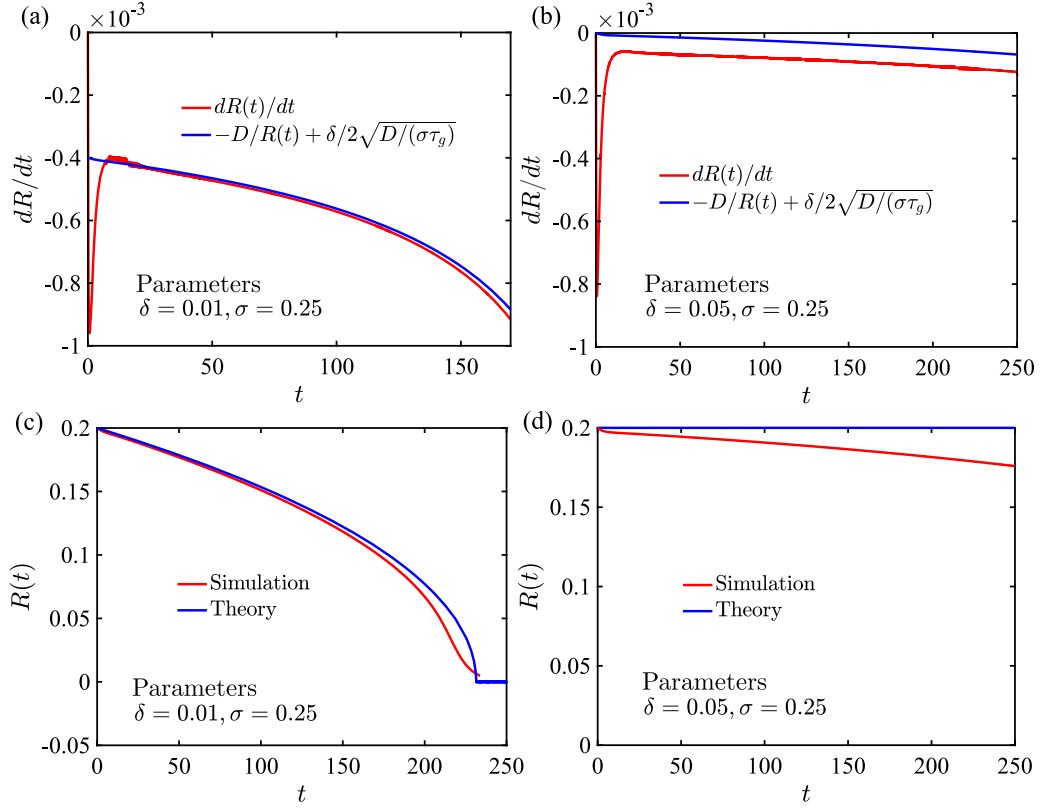 (a)
×10⁻³
0
-0.2
-0.4
-0.6
-0.8
-1
dR/dt
dR(t)/dt
−D/R(t) + δ/2√D/(στ_g)
Parameters
δ = 0.01, σ = 0.25
0
50
100
150
t
(b)
×10⁻³
0
-0.2
-0.4
-0.6
-0.8
-1
dR/dt
dR(t)/dt
−D/R(t) + δ/2√D/(στ_g)
Parameters
δ = 0.05, σ = 0.25
0
50
100
150
200
250
t
(c)
0.2
0.15
0.1
0.05
0
-0.05
R(t)
Simulation
Theory
Parameters
δ = 0.01, σ = 0.25
0
50
100
150
200
250
t
(d)
0.2
0.15
0.1
0.05
0
R(t)
Simulation
Theory
Parameters
δ = 0.05, σ = 0.25
0
50
100
150
200
250
t